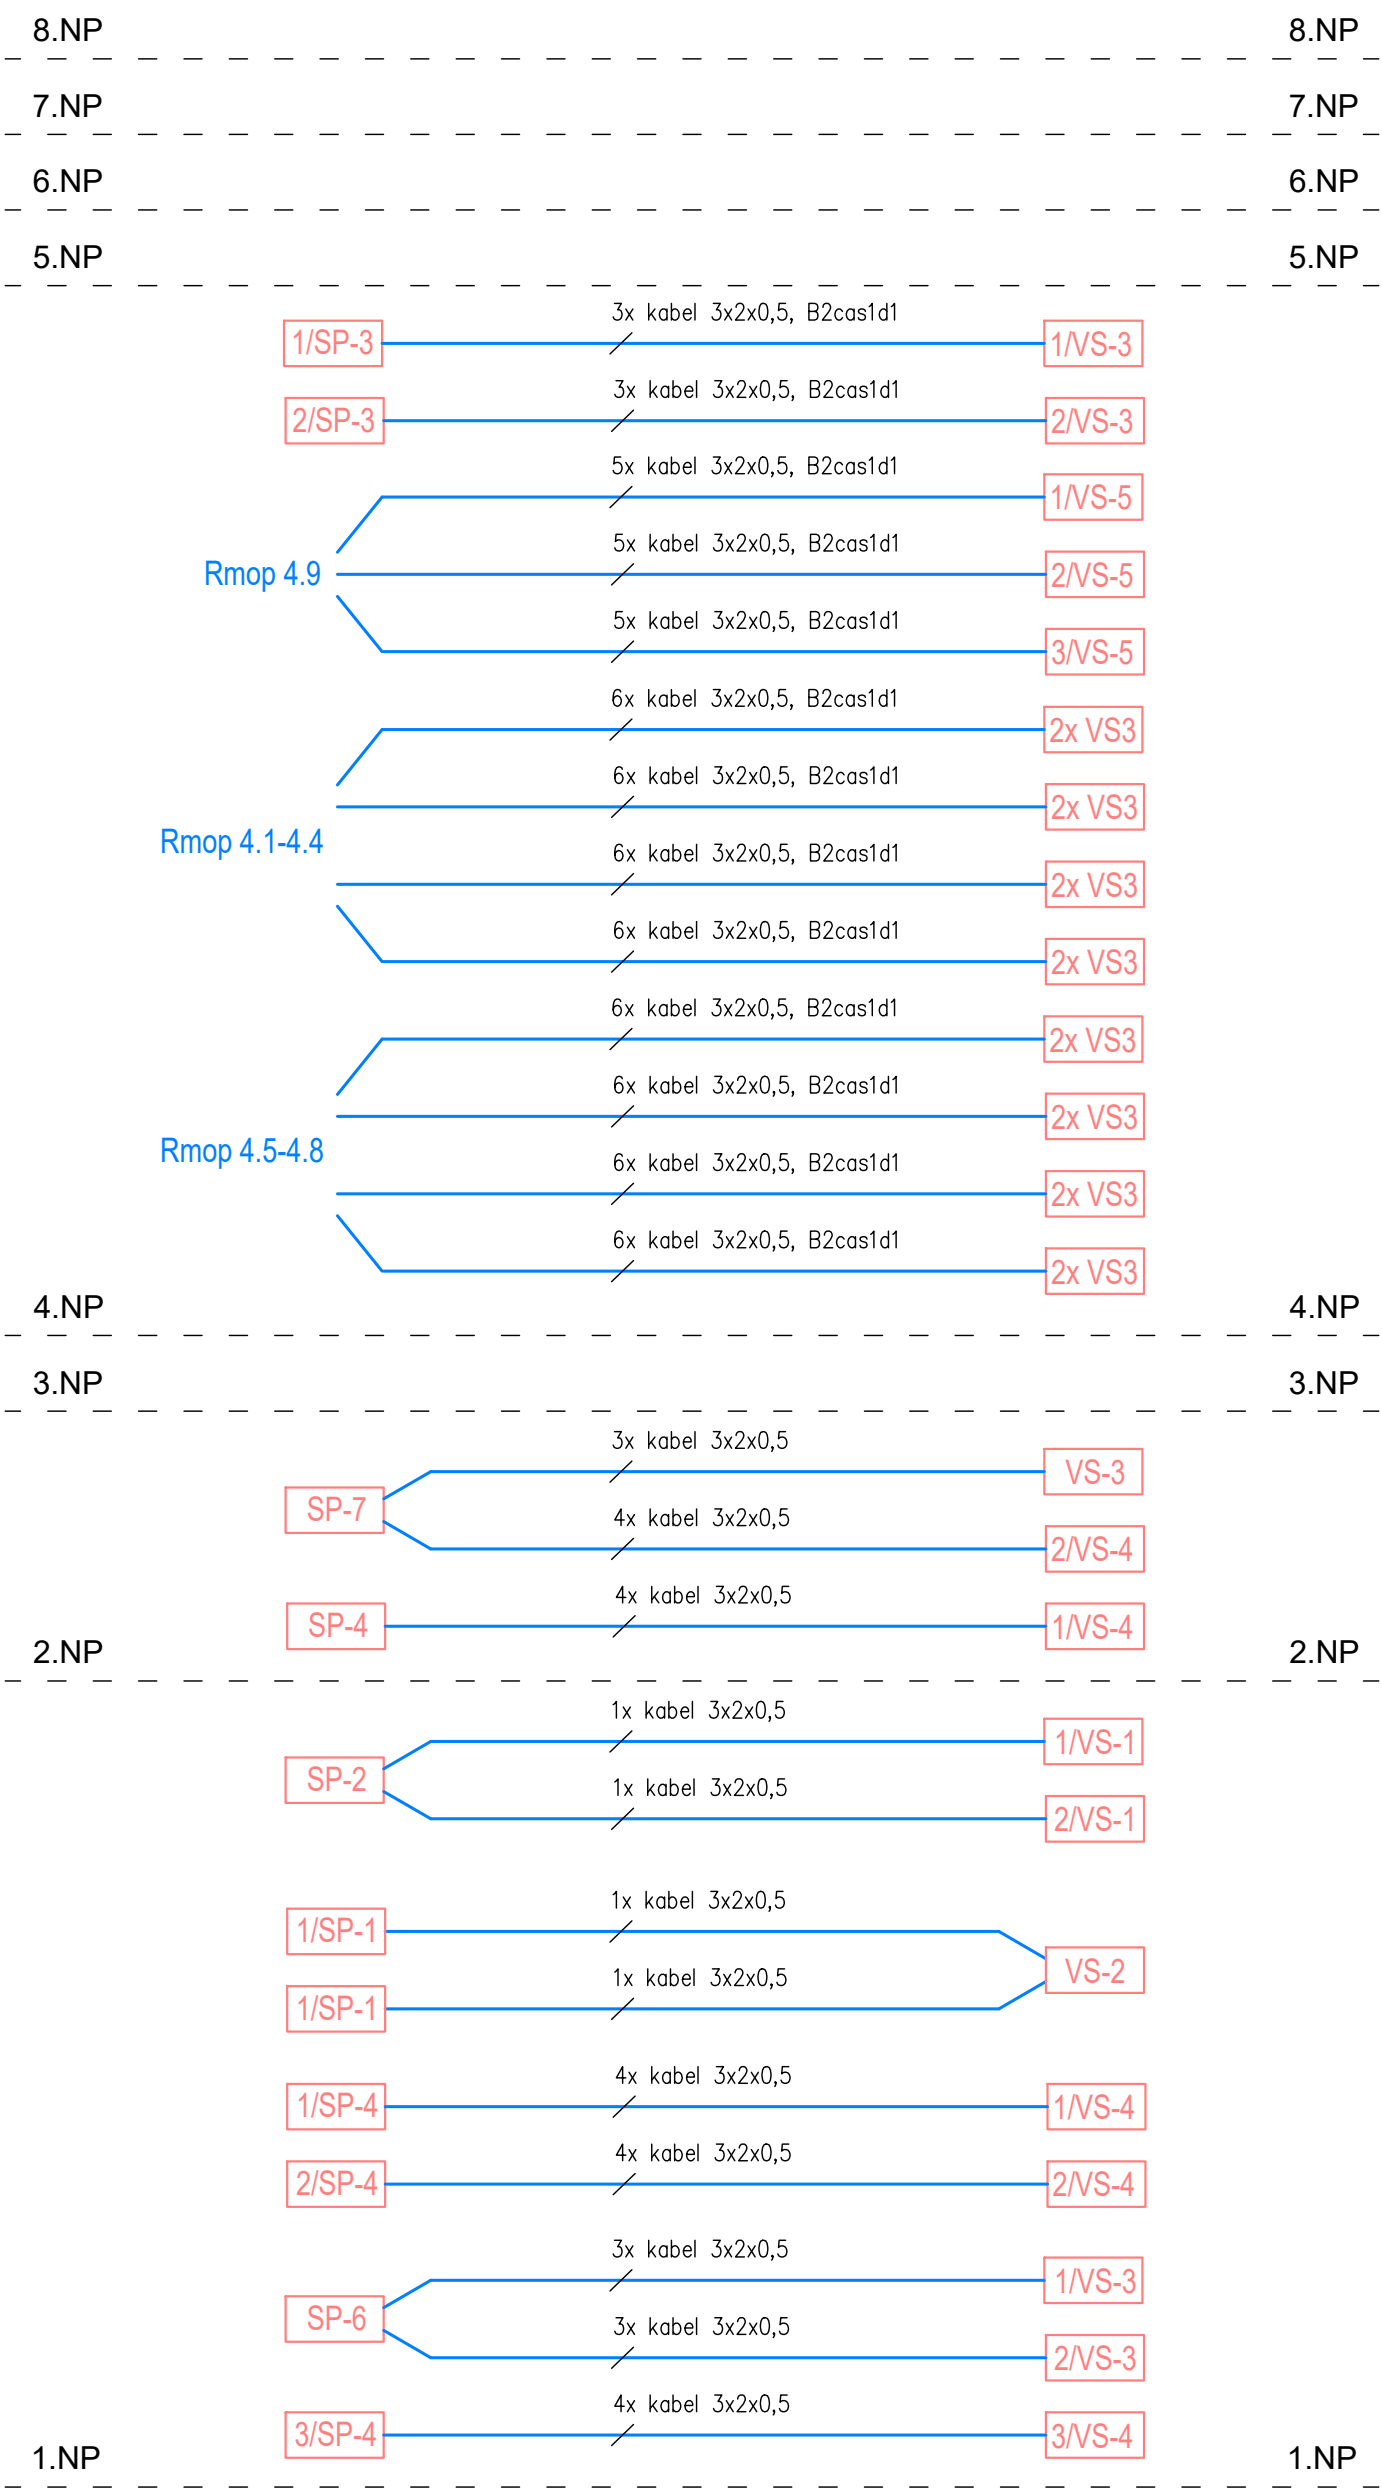 8.NP 8.NP
7.NP 7.NP
6.NP 6.NP
5.NP 5.NP
3x kabel 3x2x0,5, B2cas1d1
1/SP-3 1/VS-3
3x kabel 3x2x0,5, B2cas1d1
2/SP-3 2/VS-3
5x kabel 3x2x0,5, B2cas1d1
1/VS-5
5x kabel 3x2x0,5, B2cas1d1
Rmop 4.9 2/VS-5
5x kabel 3x2x0,5, B2cas1d1
3/VS-5
6x kabel 3x2x0,5, B2cas1d1
2x VS3
6x kabel 3x2x0,5, B2cas1d1
2x VS3
Rmop 4.1-4.4
6x kabel 3x2x0,5, B2cas1d1
2x VS3
6x kabel 3x2x0,5, B2cas1d1
2x VS3
6x kabel 3x2x0,5, B2cas1d1
2x VS3
6x kabel 3x2x0,5, B2cas1d1
2x VS3
Rmop 4.5-4.8
6x kabel 3x2x0,5, B2cas1d1
2x VS3
6x kabel 3x2x0,5, B2cas1d1
2x VS3
4.NP 4.NP
3.NP 3.NP
3x kabel 3x2x0,5
VS-3
SP-7
4x kabel 3x2x0,5
2/VS-4
4x kabel 3x2x0,5
SP-4 1/VS-4
2.NP 2.NP
1x kabel 3x2x0,5
1/VS-1
SP-2
1x kabel 3x2x0,5
2/VS-1
1x kabel 3x2x0,5
1/SP-1
VS-2
1x kabel 3x2x0,5
1/SP-1
4x kabel 3x2x0,5
1/SP-4 1/VS-4
4x kabel 3x2x0,5
2/SP-4 2/VS-4
3x kabel 3x2x0,5
1/VS-3
SP-6
3x kabel 3x2x0,5
2/VS-3
4x kabel 3x2x0,5
3/SP-4 3/VS-4
1.NP 1.NP